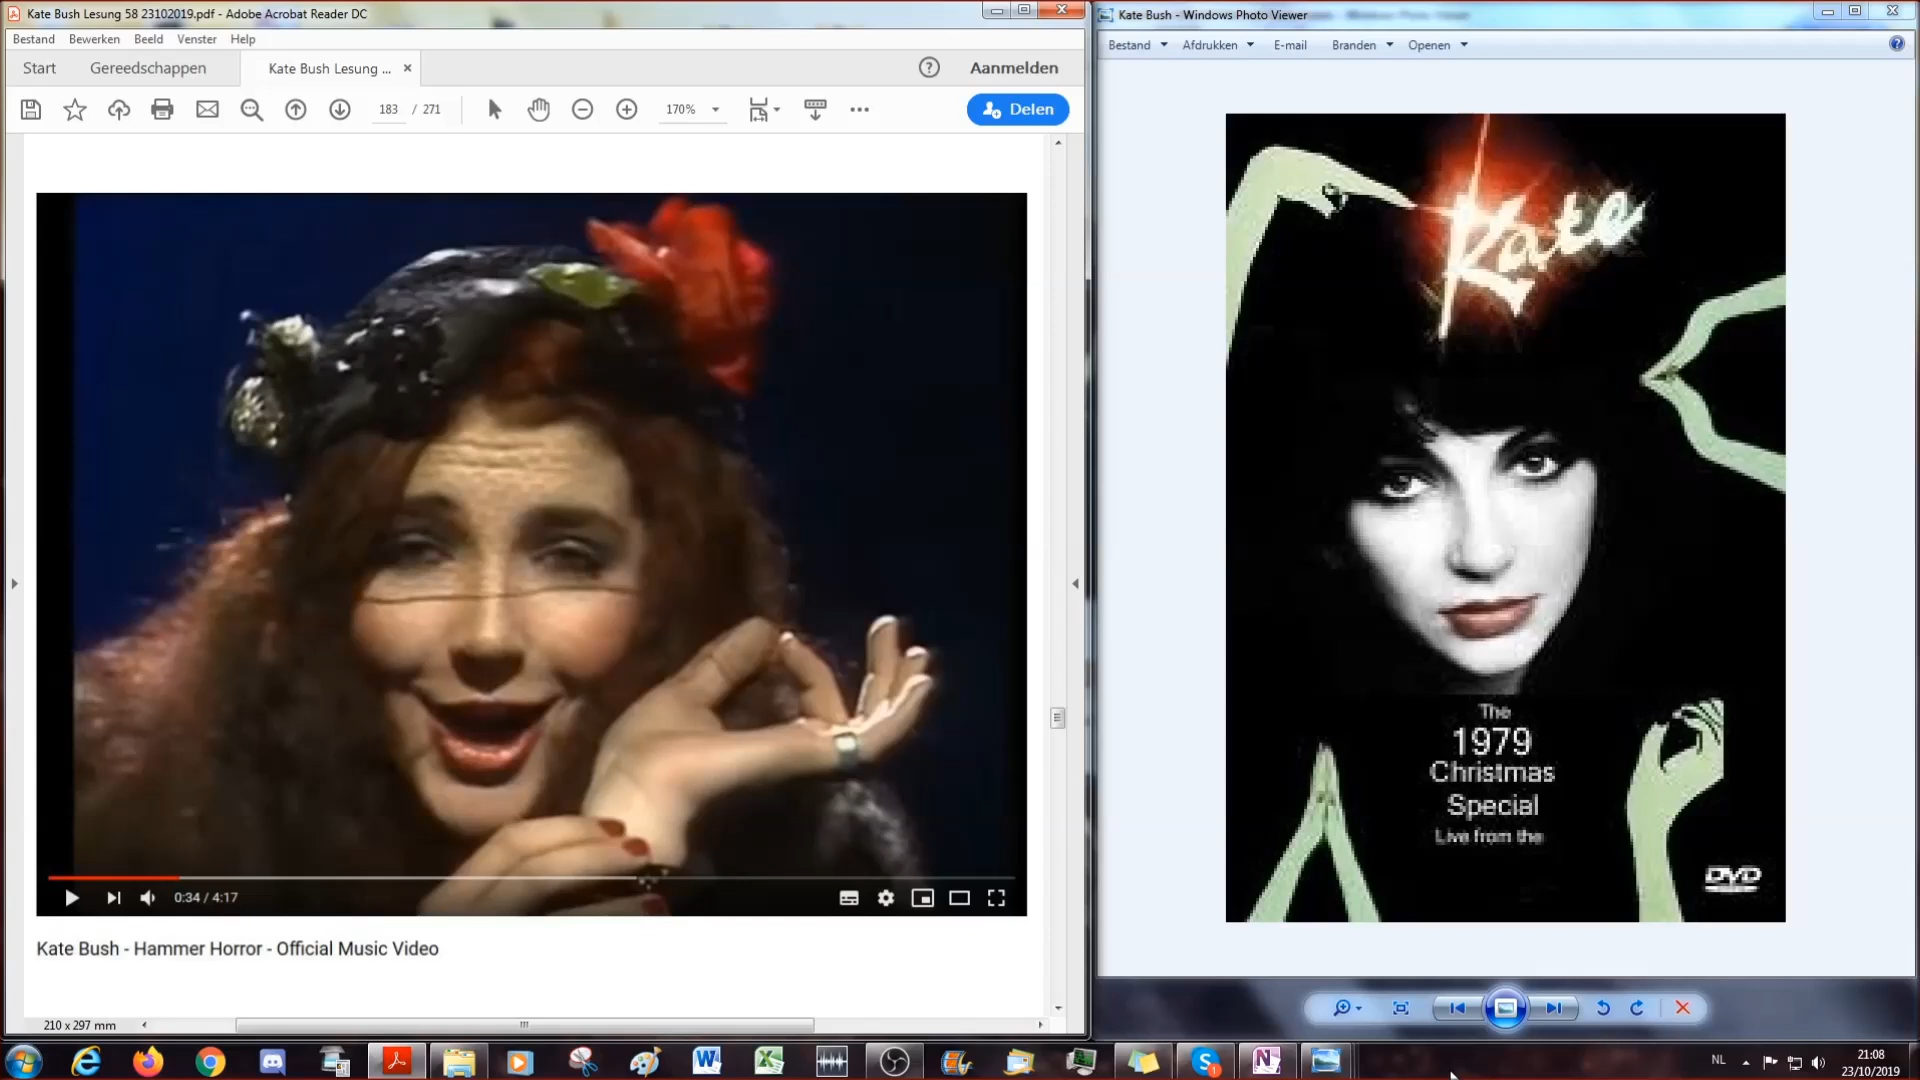 Kate Bush Lesung 58 23102019.pdf - Adobe Acrobat Reader DC
Bestand Bewerken Beeld Venster Help
Start Gereedschappen Kate Bush Lesung ... × Aanmelden
183 / 271 170% Delen
0:34 / 4:17
Kate Bush - Hammer Horror - Official Music Video
210 x 297 mm
Kate Bush - Windows Photo Viewer
Bestand Afdrukken E-mail Branden Openen
Kate
The
1979
Christmas
Special
Live from the
DVD
NL
21:08
23/10/2019